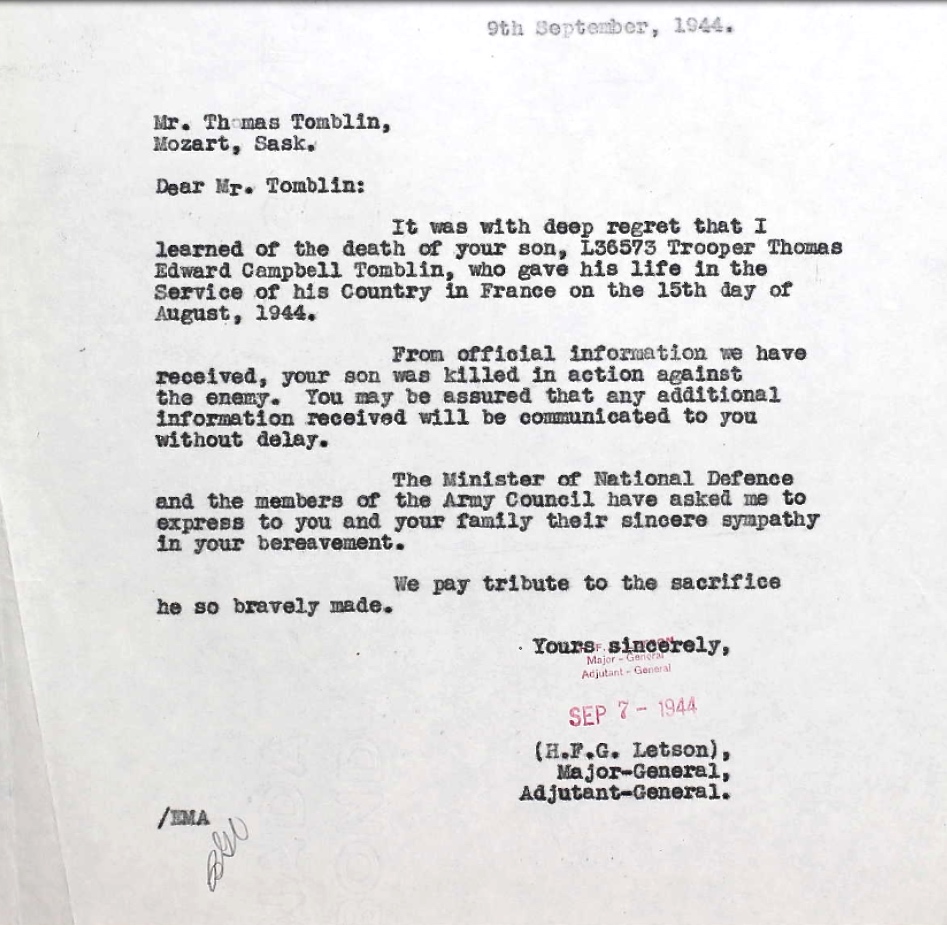 9th September, 1944.
Mr. Thomas Tomblin,
Mozart, Sask.
Dear Mr. Tomblin:
It was with deep regret that I
learned of the death of your son, L36573 Trooper Thomas
Edward Campbell Tomblin, who gave his life in the
Service of his Country in France on the 15th day of
August, 1944.
From official information we have
received, your son was killed in action against
the enemy. You may be assured that any additional
information received will be communicated to you
without delay.
The Minister of National Defence
and the members of the Army Council have asked me to
express to you and your family their sincere sympathy
in your bereavement.
We pay tribute to the sacrifice
he so bravely made.
Yours sincerely,
Major - General
Adjutant - General
SEP 7 - 1944
(H.F.G. Letson),
Major-General,
Adjutant-General.
/EMA